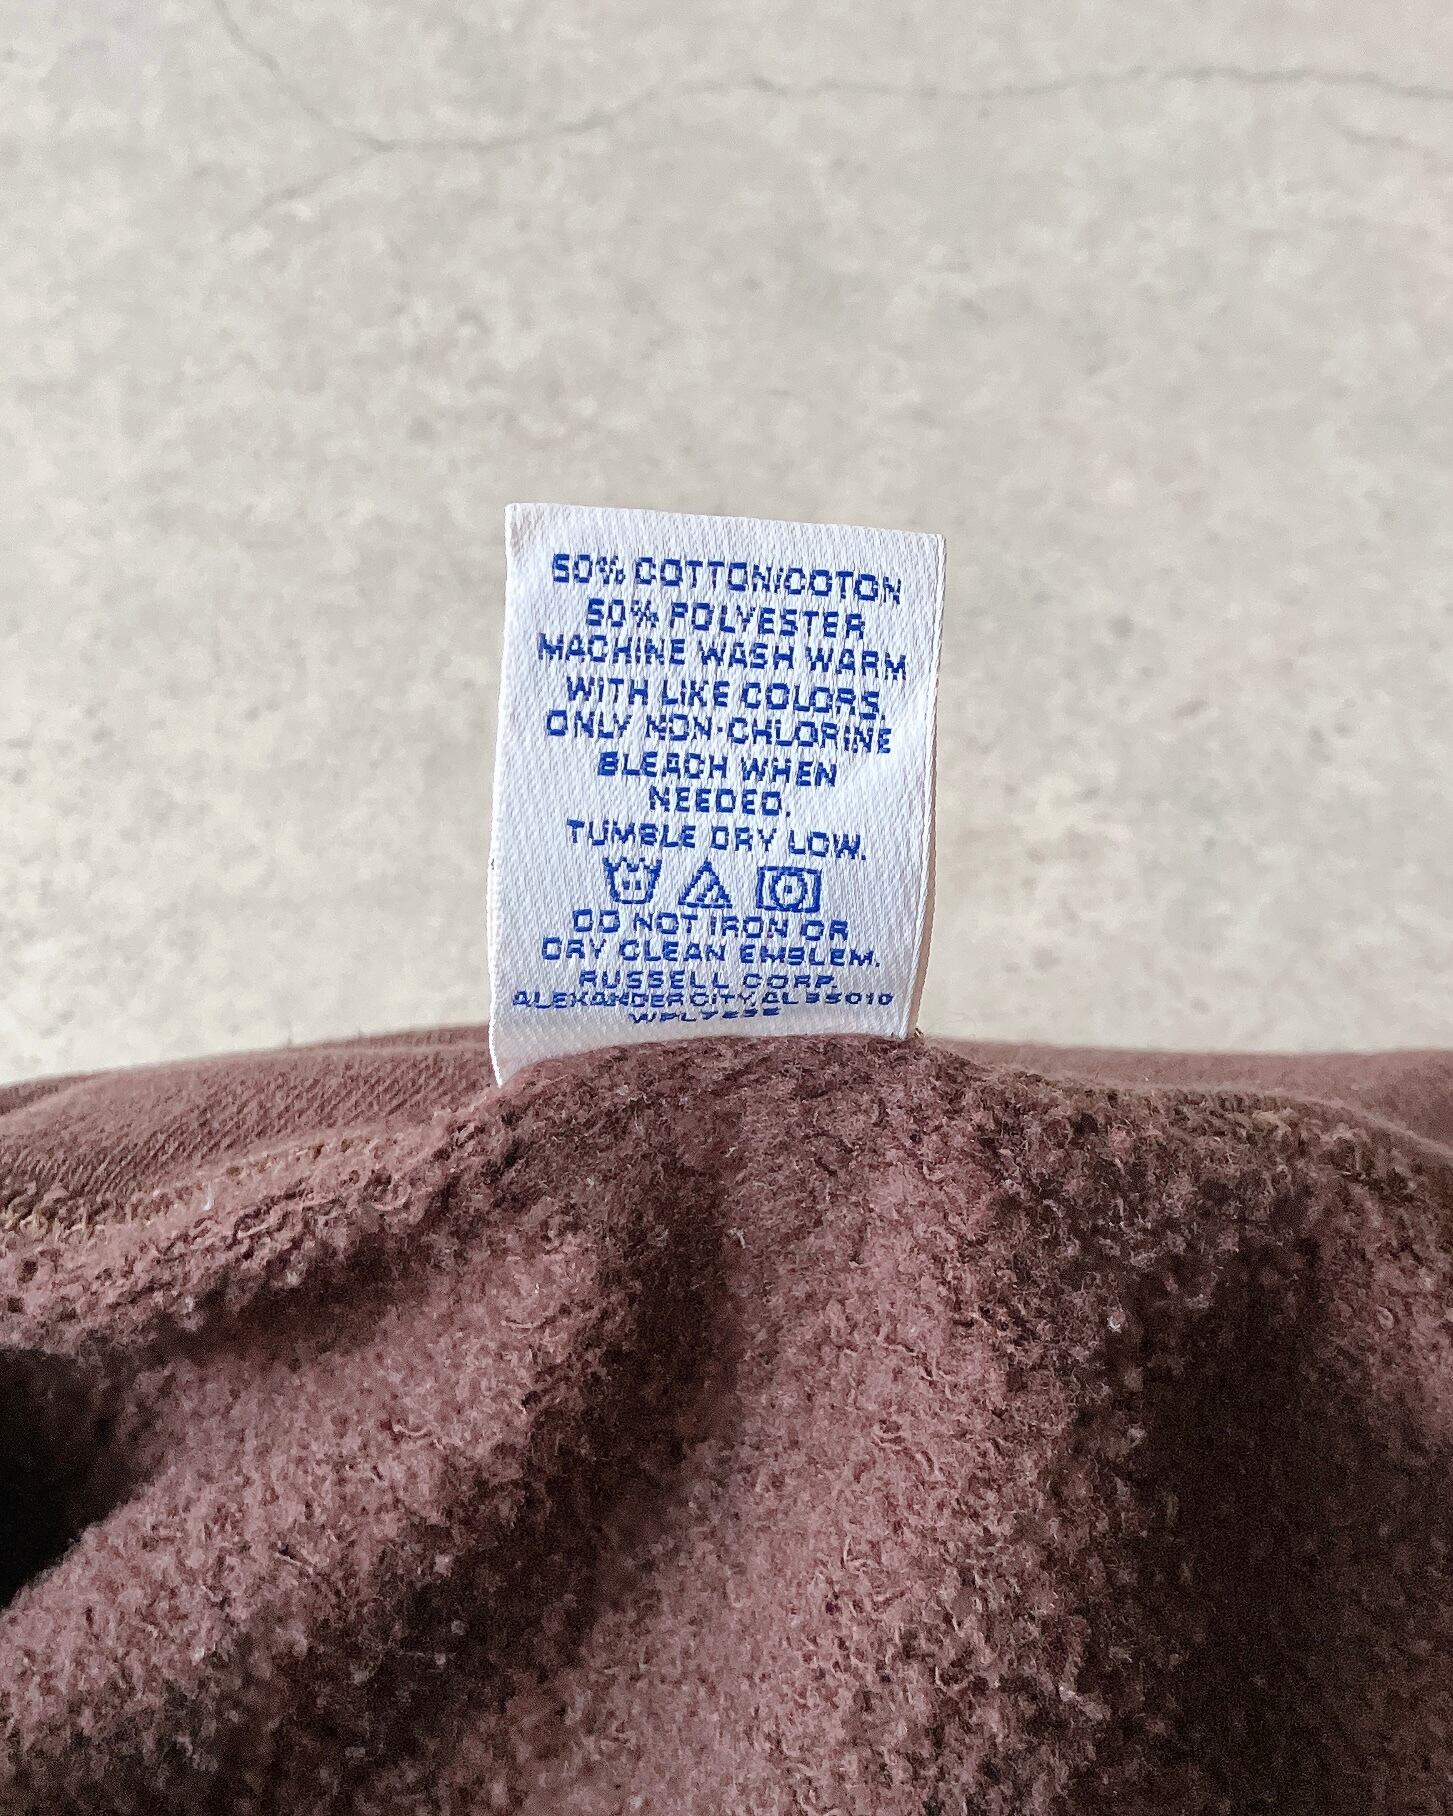 50% COTTON/COTON
50% POLYESTER
MACHINE WASH WARM
WITH LIKE COLORS.
ONLY NON-CHLORINE
BLEACH WHEN
NEEDED.
TUMBLE DRY LOW.
DO NOT IRON OR
DRY CLEAN EMBLEM.
RUSSELL CORP.
ALEXANDER CITY, AL 35010